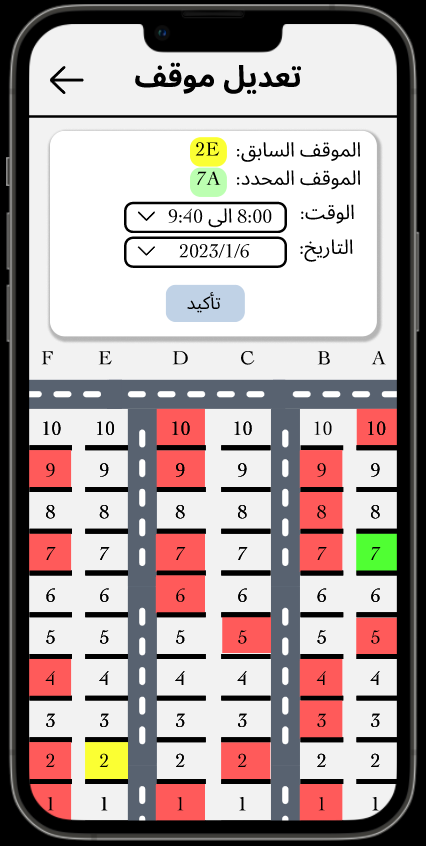 تعديل موقف
الموقف السابق: 2E
الموقف المحدد: 7A
الوقت: 8:00 الى 9:40
التاريخ: 2023/1/6
تأكيد
F E D C B A
10 10 10 10 10 10
9 9 9 9 9 9
8 8 8 8 8 8
7 7 7 7 7 7
6 6 6 6 6 6
5 5 5 5 5 5
4 4 4 4 4 4
3 3 3 3 3 3
2 2 2 2 2 2
1 1 1 1 1 1